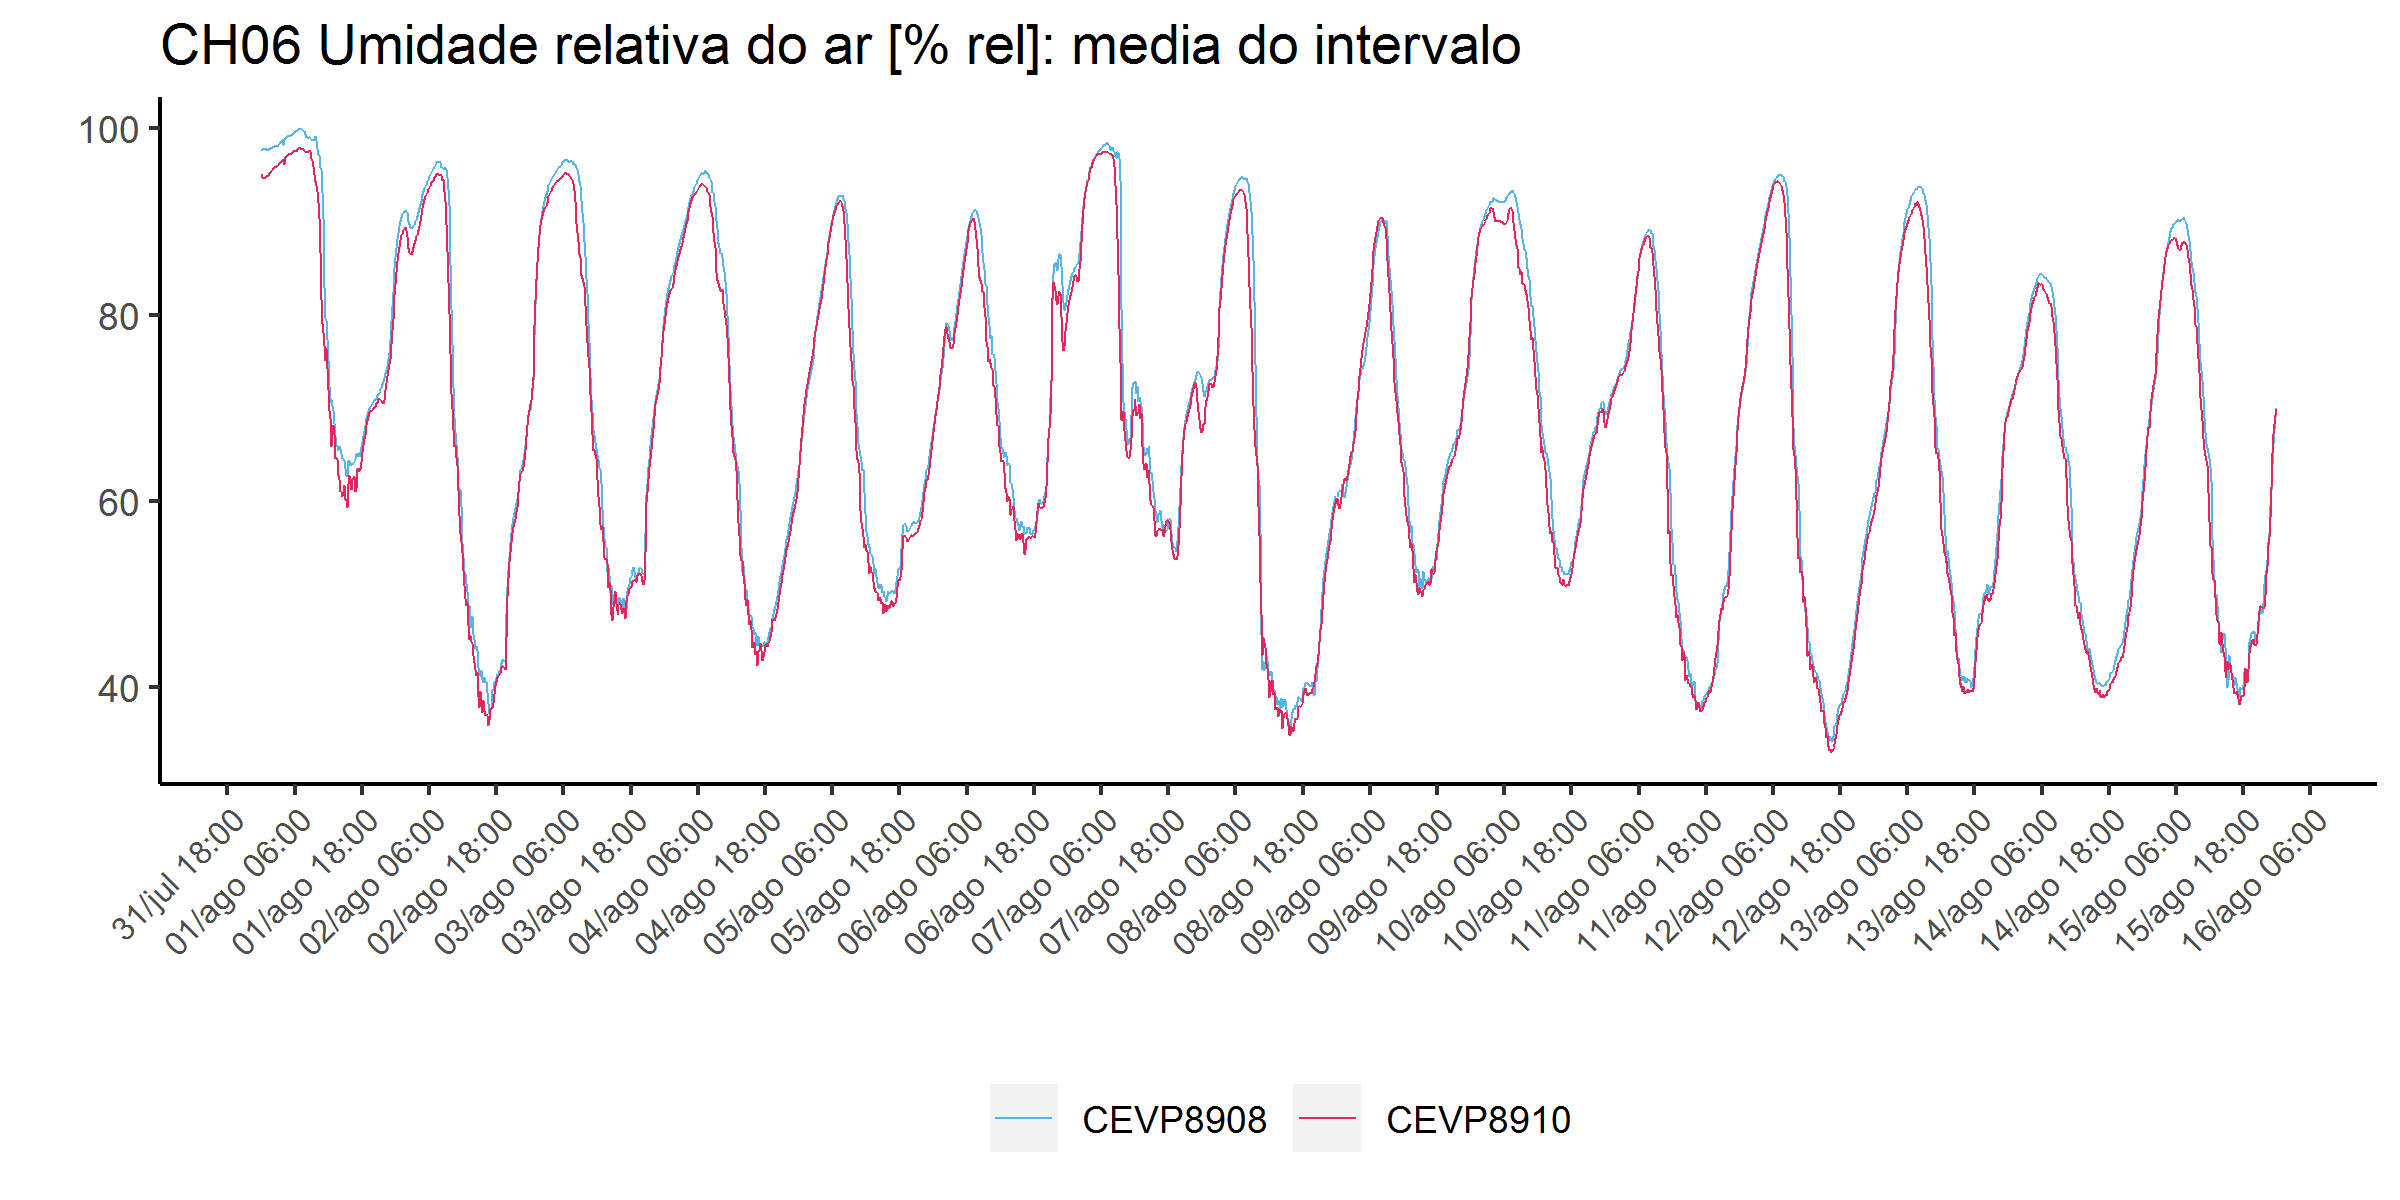 CH06 Umidade relativa do ar [% rel]: media do intervalo
100
80
60
40
31/jul 18:00
01/ago 06:00
01/ago 18:00
02/ago 06:00
02/ago 18:00
03/ago 06:00
03/ago 18:00
04/ago 06:00
04/ago 18:00
05/ago 06:00
05/ago 18:00
06/ago 06:00
06/ago 18:00
07/ago 06:00
07/ago 18:00
08/ago 06:00
08/ago 18:00
09/ago 06:00
09/ago 18:00
10/ago 06:00
10/ago 18:00
11/ago 06:00
11/ago 18:00
12/ago 06:00
12/ago 18:00
13/ago 06:00
13/ago 18:00
14/ago 06:00
14/ago 18:00
15/ago 06:00
15/ago 18:00
16/ago 06:00
CEVP8908
CEVP8910